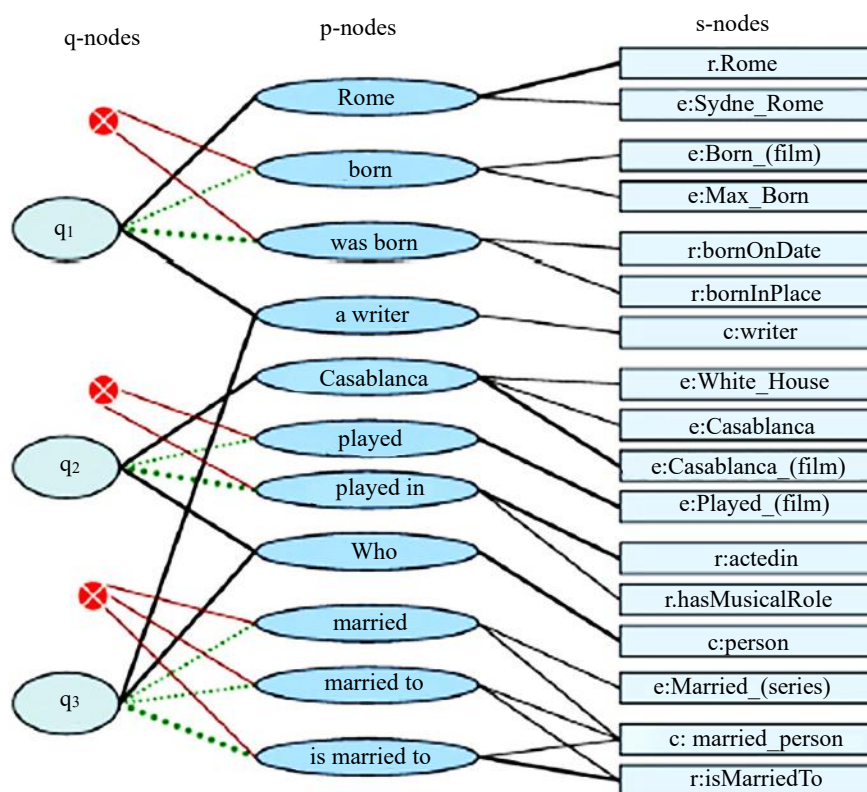 q-nodes
p-nodes
s-nodes
q1
q2
q3
Rome
born
was born
a writer
Casablanca
played
played in
Who
married
married to
is married to
r.Rome
e:Sydne_Rome
e:Born_(film)
e:Max_Born
r:bornOnDate
r:bornInPlace
c:writer
e:White_House
e:Casablanca
e:Casablanca_(film)
e:Played_(film)
r:actedin
r.hasMusicalRole
c:person
e:Married_(series)
c: married_person
r:isMarriedTo